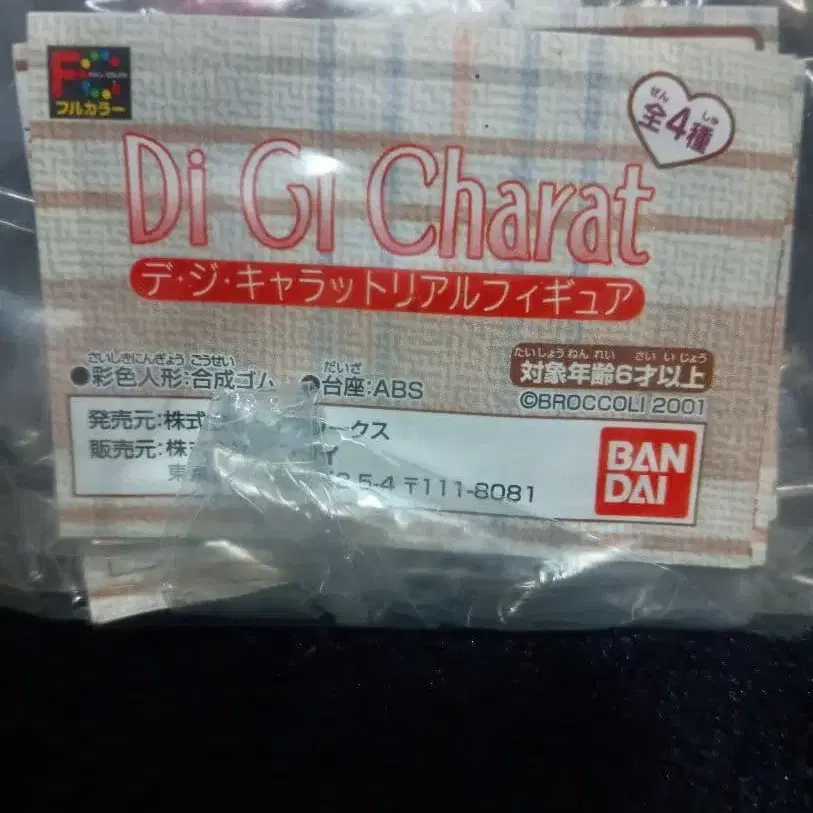 フルカラー
ぜん しゅ
全4種
Di Gi Charat
デ・ジ・キャラットリアルフィギュア
さいしきにんぎょう ごうせい
●彩色人形:合成ゴム
だいざ
●台座:ABS
たいしょうねんれい さいいじょう
対象年齢6才以上
©BROCCOLI 2001
発売元:株式 ークス
販売元:株 イ
東 5-4 〒111-8081
BAN
DAI